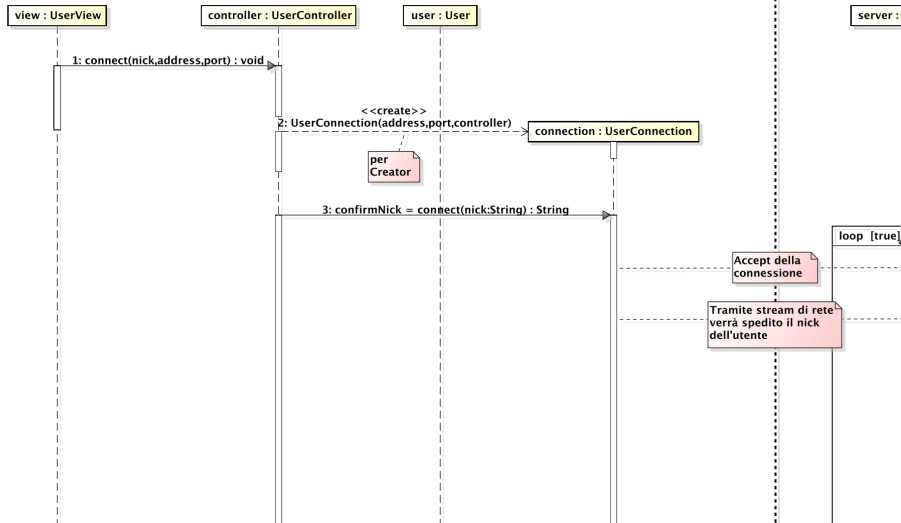 view : UserView
controller : UserController
user : User
server :
1: connect(nick,address,port) : void
<<create>>
2: UserConnection(address,port,controller)
connection : UserConnection
per
Creator
3: confirmNick = connect(nick:String) : String
loop [true]
Accept della
connessione
Tramite stream di rete
verrà spedito il nick
dell'utente